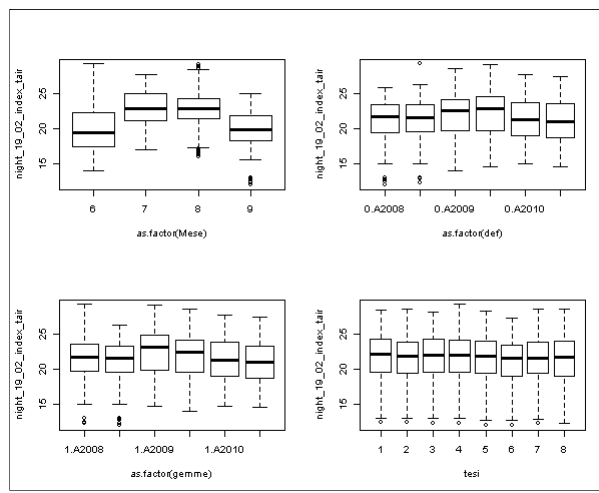 night_19_02_index_tair
25
20
15
6 7 8 9
as.factor(Mese)
night_19_02_index_tair
25
20
15
0.A2008 0.A2009 0.A2010
as.factor(def)
night_19_02_index_tair
25
20
15
1.A2008 1.A2009 1.A2010
as.factor(gemme)
night_19_02_index_tair
25
20
15
1 2 3 4 5 6 7 8
tesi